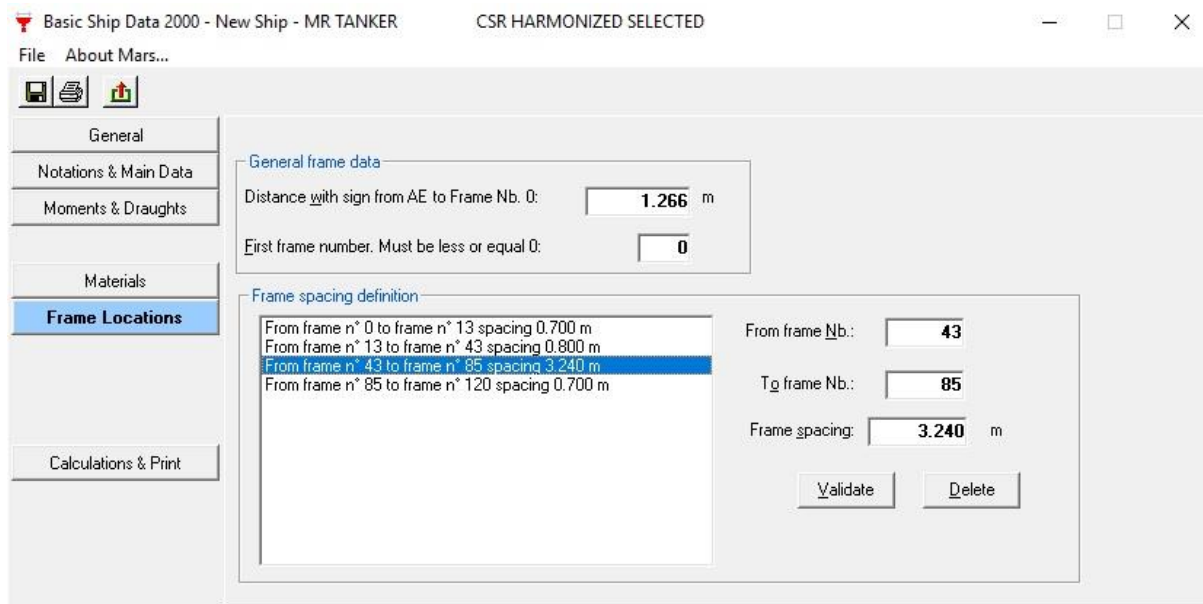 Basic Ship Data 2000 - New Ship - MR TANKER CSR HARMONIZED SELECTED
File About Mars...
General
Notations & Main Data
Moments & Draughts
Materials
Frame Locations
Calculations & Print
General frame data
Distance with sign from AE to Frame Nb. 0: 1.266 m
First frame number. Must be less or equal 0: 0
Frame spacing definition
From frame n° 0 to frame n° 13 spacing 0.700 m
From frame n° 13 to frame n° 43 spacing 0.800 m
From frame n° 43 to frame n° 85 spacing 3.240 m
From frame n° 85 to frame n° 120 spacing 0.700 m
From frame Nb.: 43
To frame Nb.: 85
Frame spacing: 3.240 m
Validate Delete